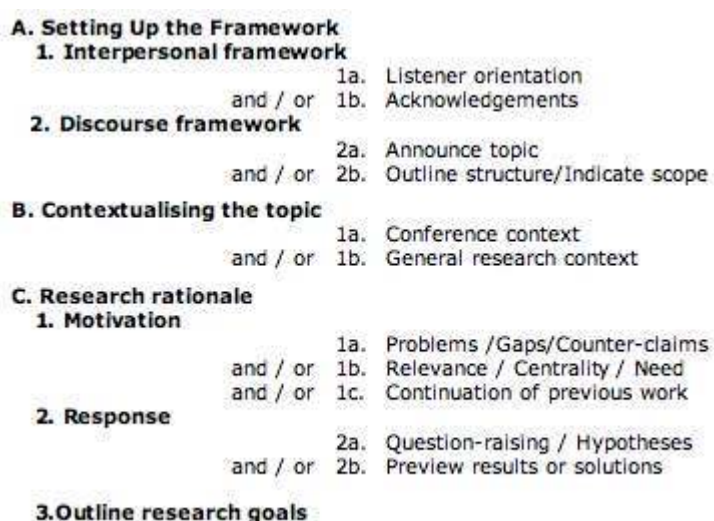 A. Setting Up the Framework
1. Interpersonal framework
1a. Listener orientation
and / or 1b. Acknowledgements
2. Discourse framework
2a. Announce topic
and / or 2b. Outline structure/Indicate scope
B. Contextualising the topic
1a. Conference context
and / or 1b. General research context
C. Research rationale
1. Motivation
1a. Problems /Gaps/Counter-claims
and / or 1b. Relevance / Centrality / Need
and / or 1c. Continuation of previous work
2. Response
2a. Question-raising / Hypotheses
and / or 2b. Preview results or solutions
3.Outline research goals